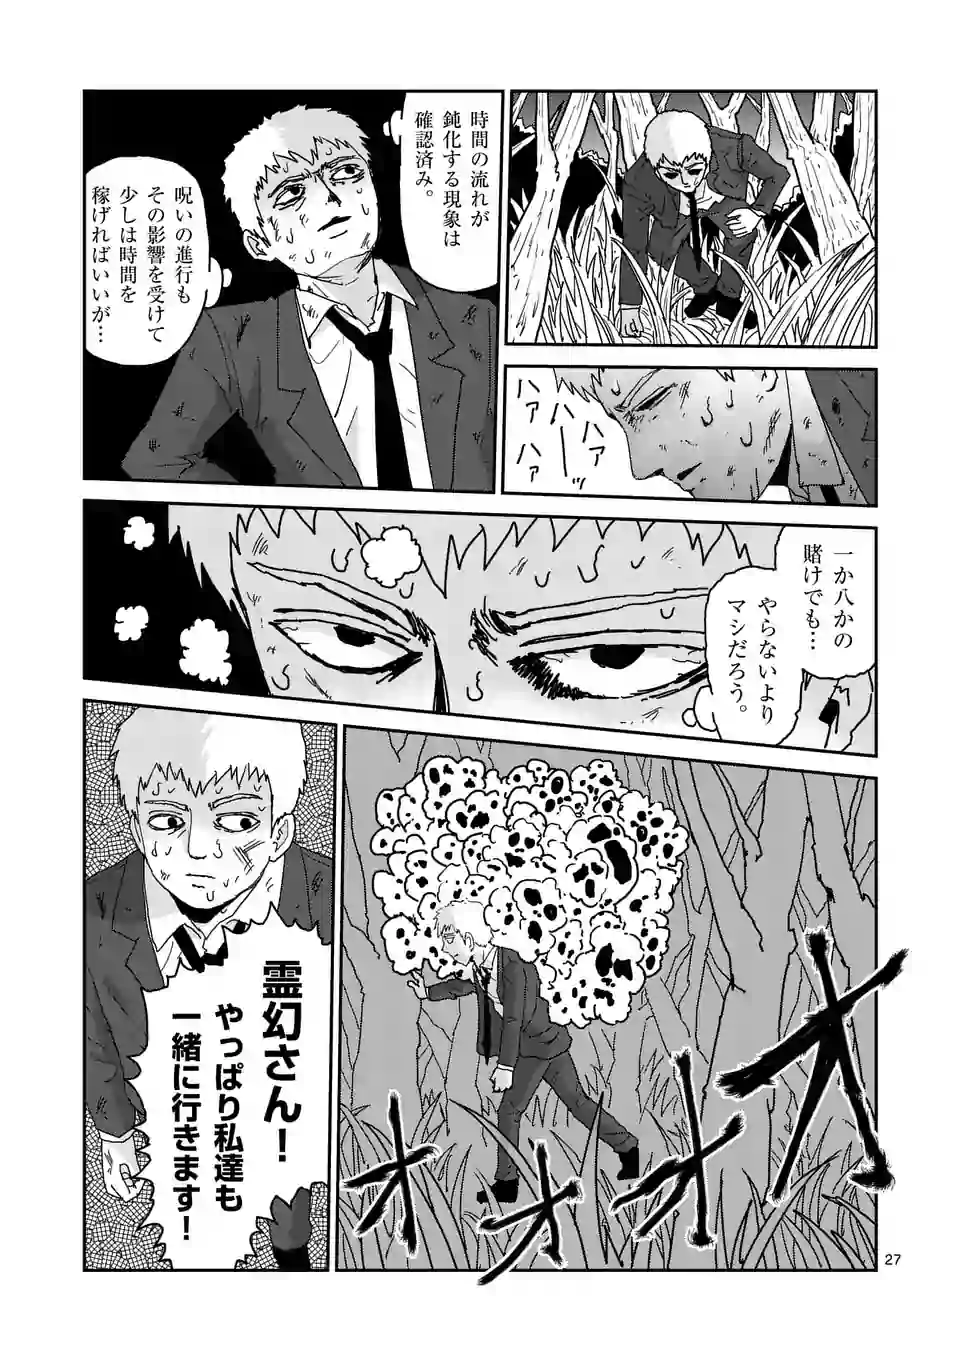 ハァ
ハーッ
ハァ
ハァ
時間の流れが
鈍化する現象は
確認済み。
呪いの進行も
その影響を受けて
少しは時間を
稼げればいいが…
一か八かの
賭けでも…
やらないより
マシだろう。
オオオオ
霊幻さん！
やっぱり私達も
一緒に行きます！
27